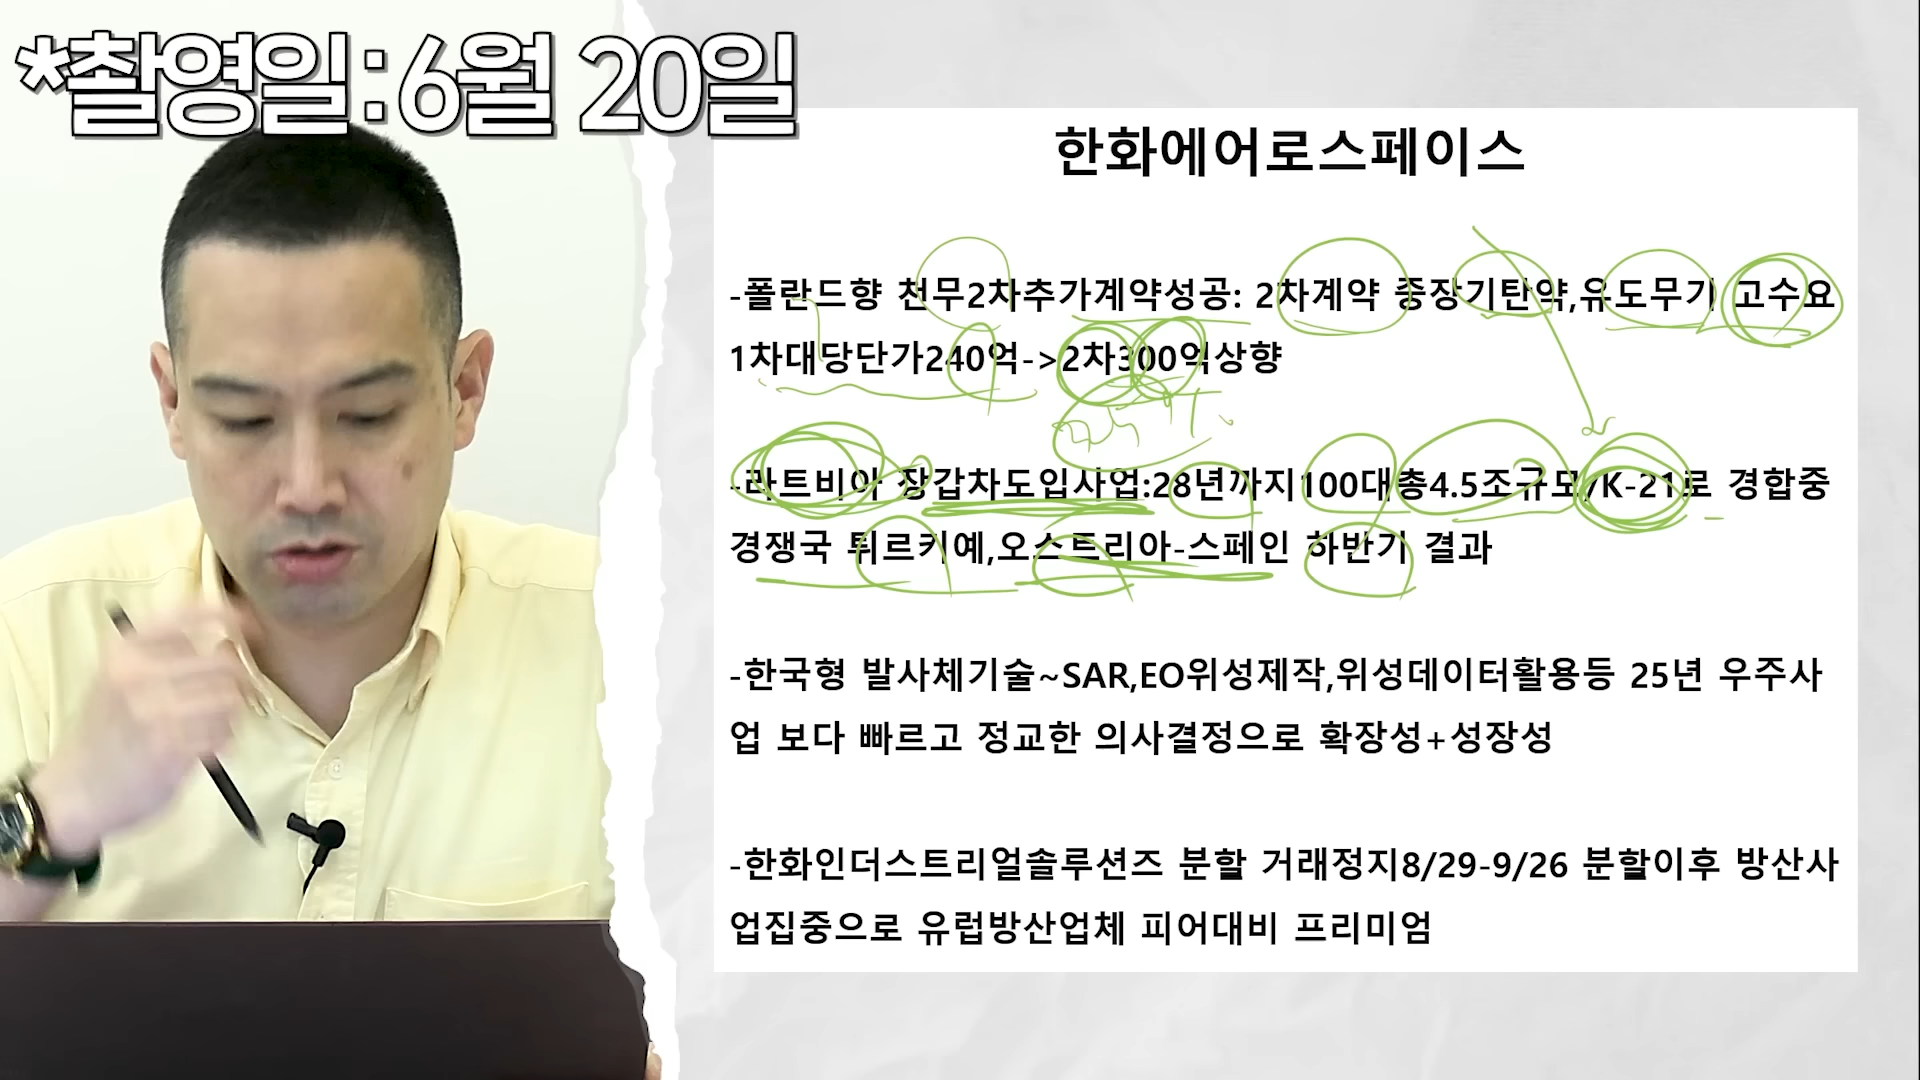 *촬영일 : 6월 20일
한화에어로스페이스
-폴란드향 천무2차추가계약성공: 2차계약 중장기탄약,유도무기 고수요
1차대당단가240억->2차300억상향
-라트비아 장갑차도입사업:28년까지100대총4.5조규모/K-21로 경합중
경쟁국 튀르키예,오스트리아-스페인 하반기 결과
-한국형 발사체기술~SAR,EO위성제작,위성데이터활용등 25년 우주사
업 보다 빠르고 정교한 의사결정으로 확장성+성장성
-한화인더스트리얼솔루션즈 분할 거래정지8/29-9/26 분할이후 방산사
업집중으로 유럽방산업체 피어대비 프리미엄